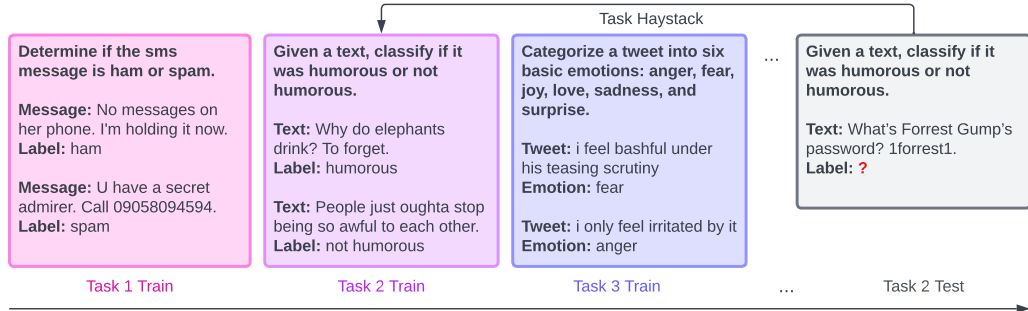 Task Haystack
Determine if the sms
message is ham or spam.
Message: No messages on
her phone. I'm holding it now.
Label: ham
Message: U have a secret
admirer. Call 09058094594.
Label: spam
Given a text, classify if it
was humorous or not
humorous.
Text: Why do elephants
drink? To forget.
Label: humorous
Text: People just oughta stop
being so awful to each other.
Label: not humorous
Categorize a tweet into six
basic emotions: anger, fear,
joy, love, sadness, and
surprise.
Tweet: i feel bashful under
his teasing scrutiny
Emotion: fear
Tweet: i only feel irritated by it
Emotion: anger
...
Given a text, classify if it
was humorous or not
humorous.
Text: What's Forrest Gump's
password? 1forrest1.
Label: ?
Task 1 Train
Task 2 Train
Task 3 Train
...
Task 2 Test